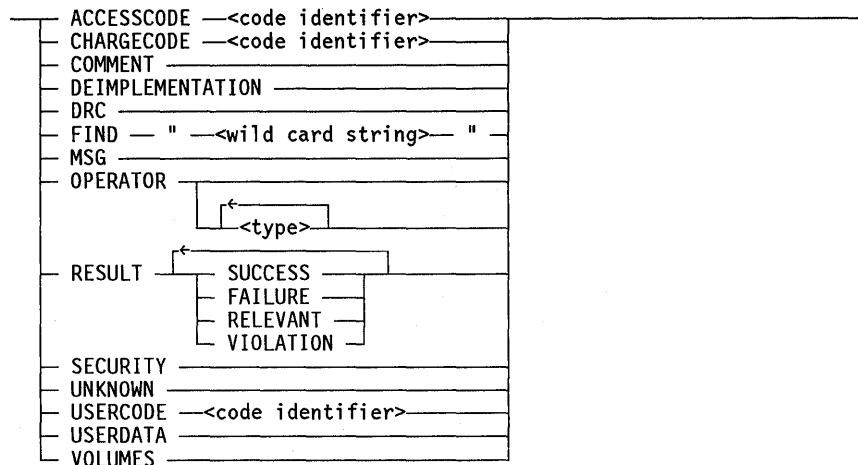 ACCESSCODE <code identifier>
CHARGECODE <code identifier>
COMMENT
DEIMPLEMENTATION
DRC
FIND " <wild card string> "
MSG
OPERATOR
<type>
RESULT SUCCESS
FAILURE
RELEVANT
VIOLATION
SECURITY
UNKNOWN
USERCODE <code identifier>
USERDATA
VOLUMES